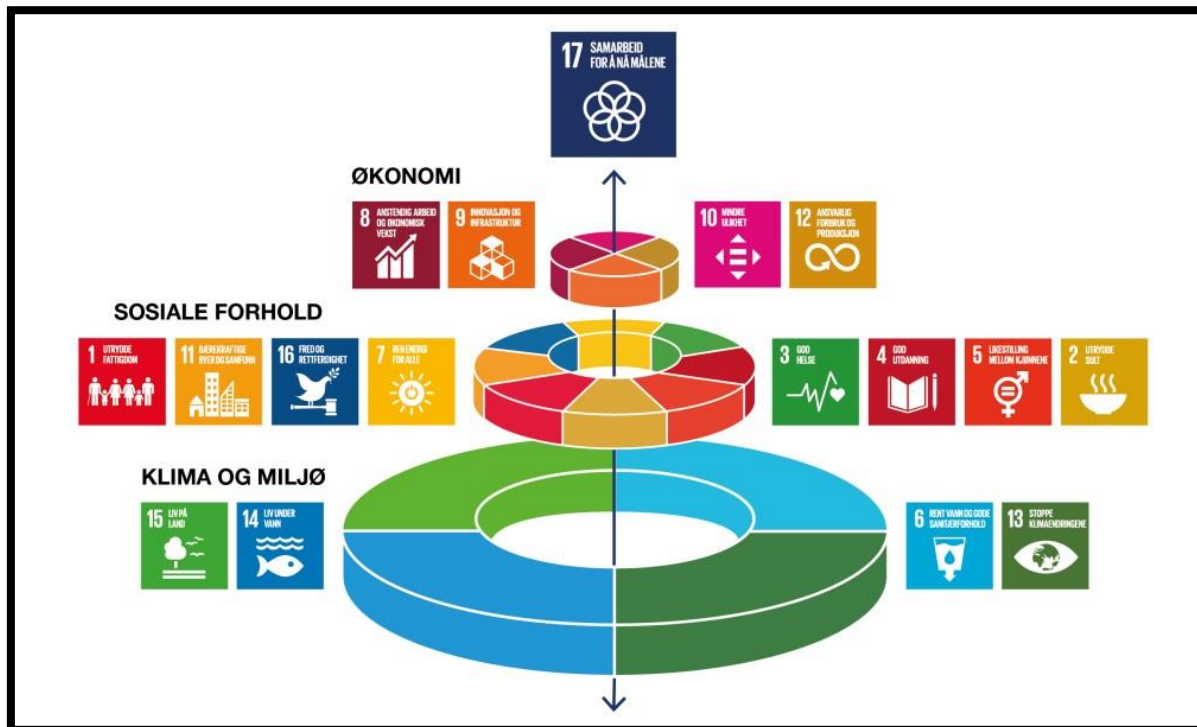 17 SAMARBEID
FOR Å NÅ MÅLENE
ØKONOMI
8 ANSTENDIG ARBEID
OG ØKONOMISK
VEKST
9 INNOVASJON OG
INFRASTRUKTUR
10 MINDRE
ULIKHET
12 ANSVARLIG
FORBRUK OG
PRODUKSJON
SOSIALE FORHOLD
1 UTRYDDE
FATTIGDOM
11 BÆREKRAFTIGE
BYER OG SAMFUNN
16 FRED OG
RETTFERDIGHET
7 REN ENERGI
FOR ALLE
3 GOD
HELSE
4 GOD
UTDANNING
5 LIKESTILLING
MELLOM KJØNNENE
2 UTRYDDE
SULT
KLIMA OG MILJØ
15 LIV PÅ
LAND
14 LIV UNDER
VANN
6 RENT VANN OG GODE
SANITÆRFORHOLD
13 STOPPE
KLIMAENDRINGENE